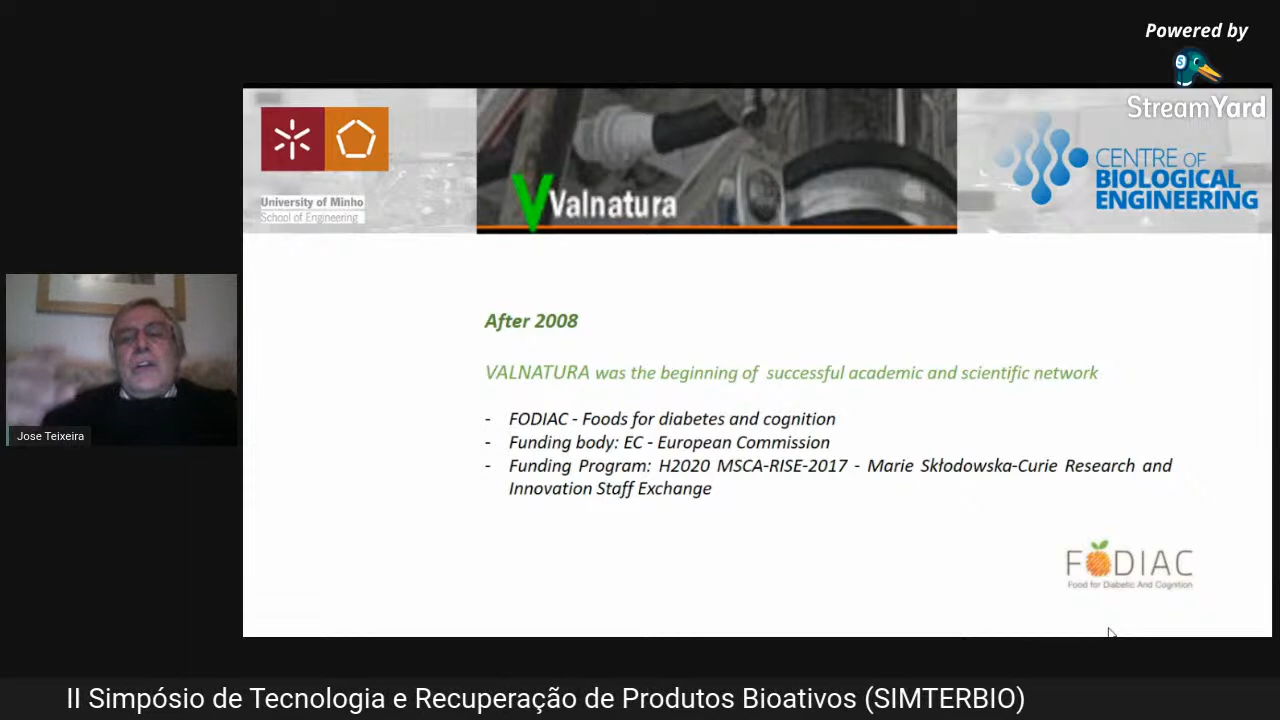 Powered by
StreamYard
University of Minho
School of Engineering
Valnatura
CENTRE OF
BIOLOGICAL
ENGINEERING
After 2008
VALNATURA was the beginning of successful academic and scientific network
- FODIAC - Foods for diabetes and cognition
- Funding body: EC - European Commission
- Funding Program: H2020 MSCA-RISE-2017 - Marie Skłodowska-Curie Research and
Innovation Staff Exchange
FODIAC
Food for Diabetic And Cognition
Jose Teixeira
II Simpósio de Tecnologia e Recuperação de Produtos Bioativos (SIMTERBIO)